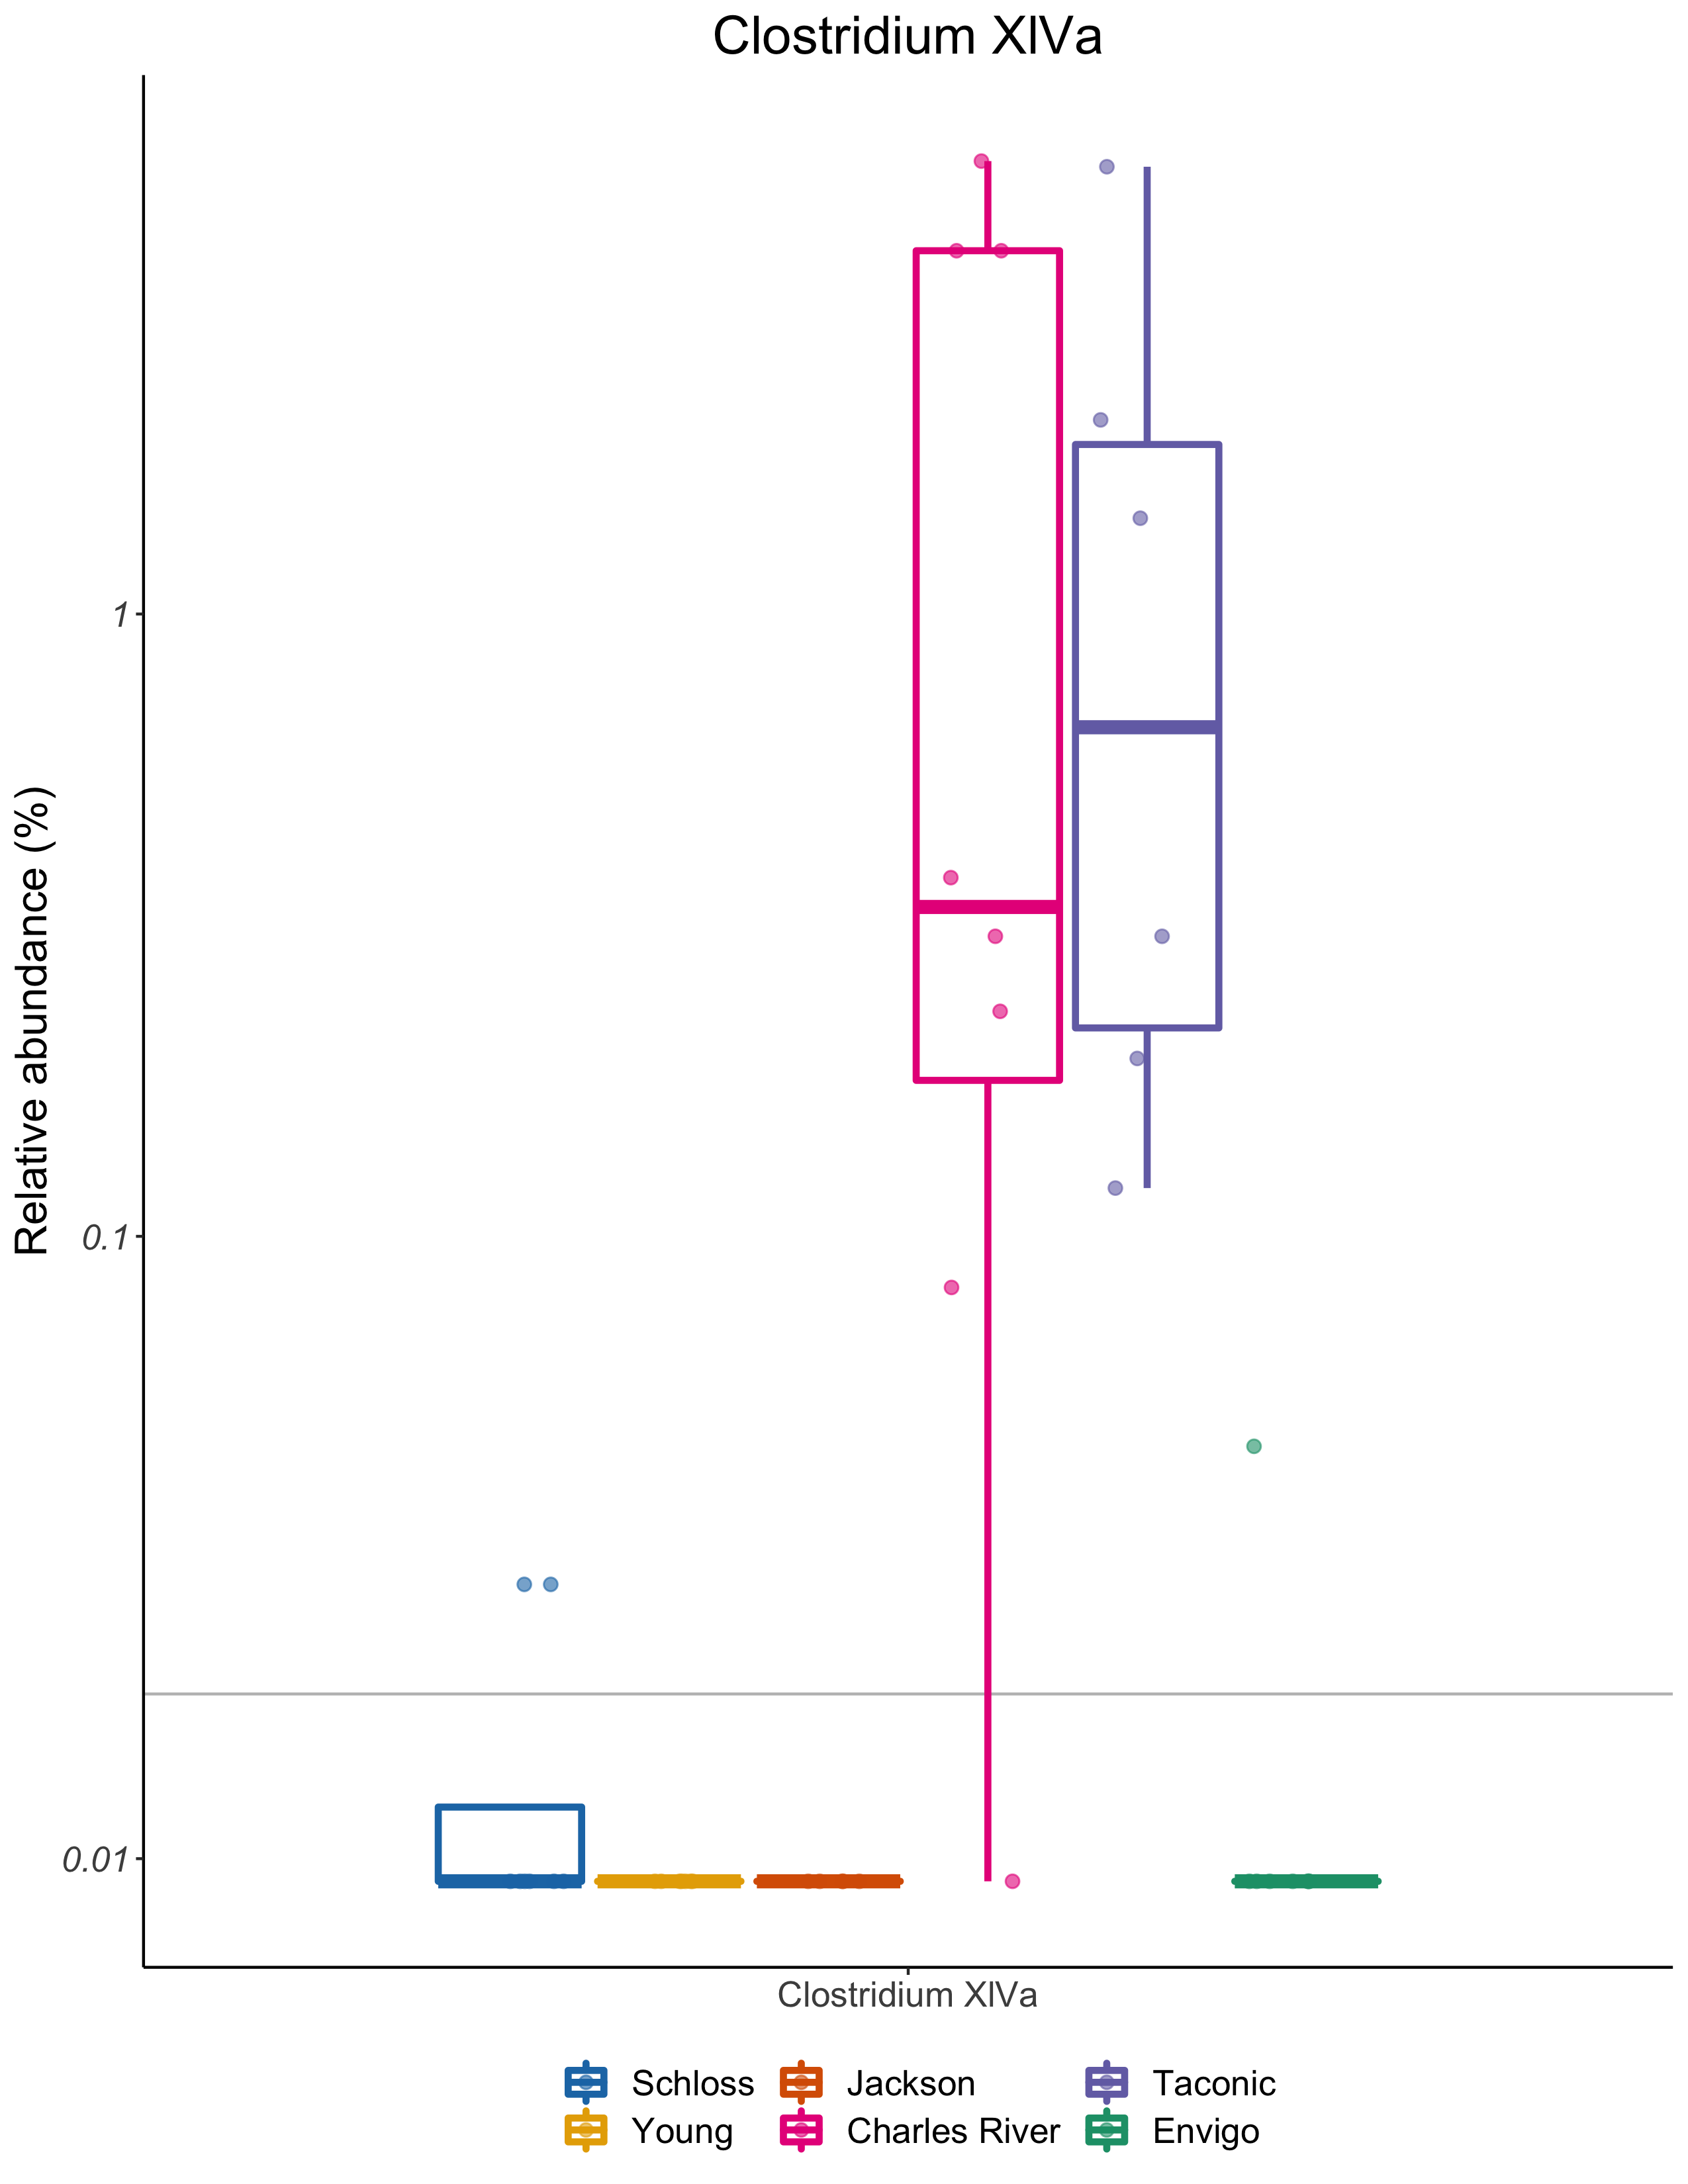 Clostridium XIVa
Relative abundance (%)
1
0.1
0.01
Clostridium XIVa
Schloss
Jackson
Taconic
Young
Charles River
Envigo